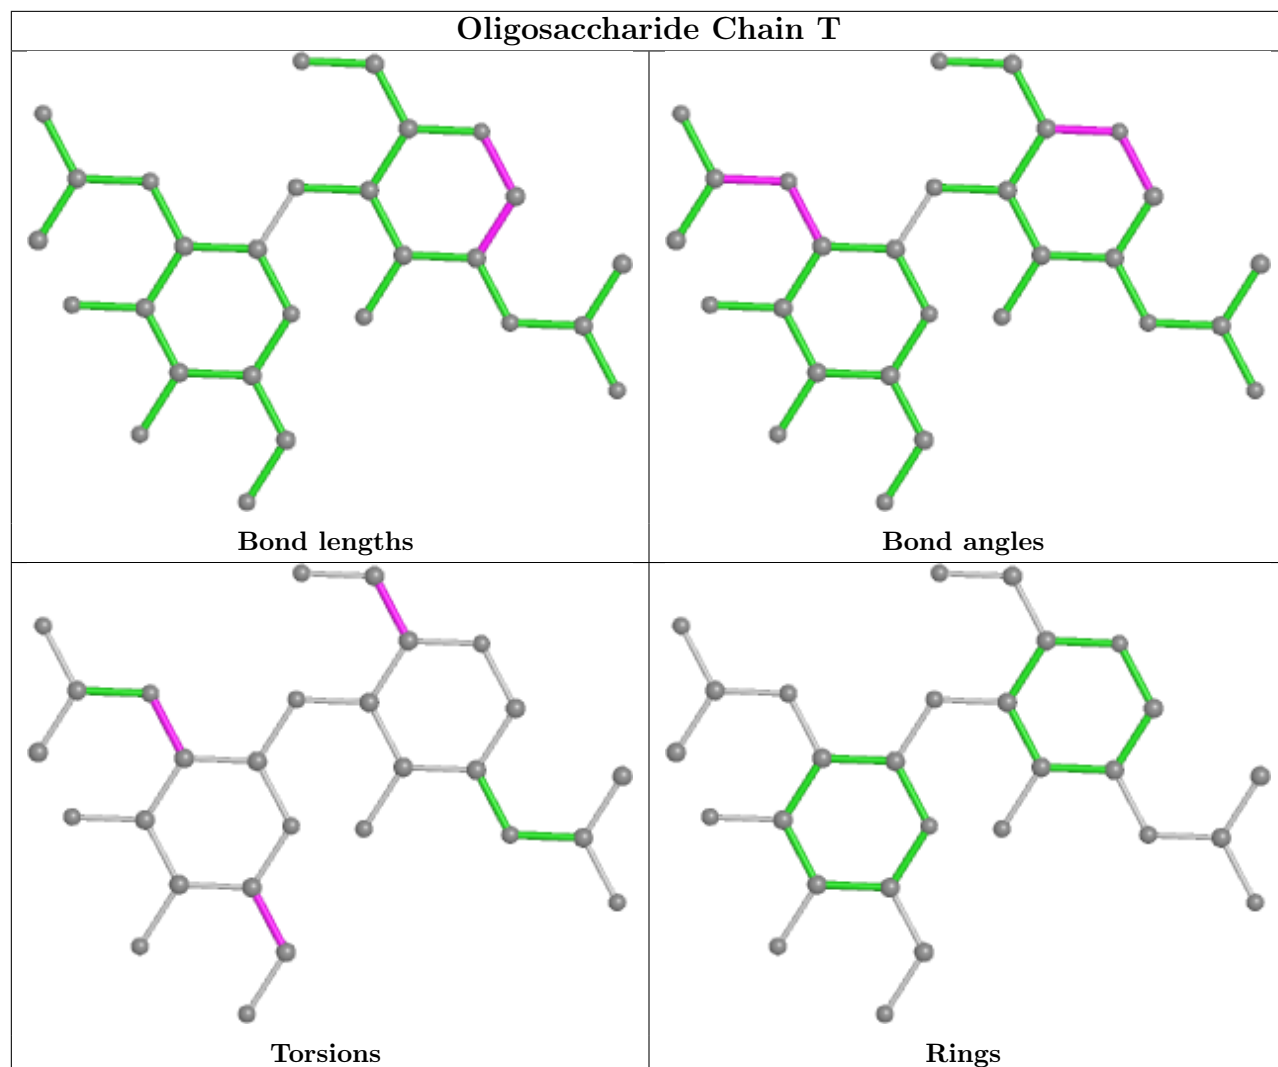 Oligosaccharide Chain T
Bond lengths
Bond angles
Torsions
Rings